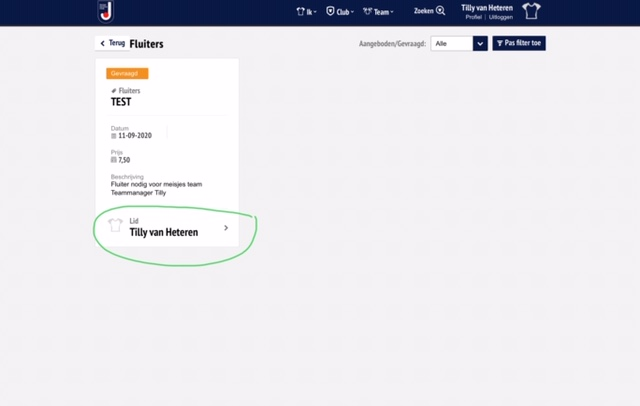 Ik Club Team Zoeken Tilly van Heteren
Profiel | Uitloggen
Terug Fluiters Aangeboden/Gevraagd: Alle Pas filter toe
Gevraagd
Fluiters
TEST
Datum
11-09-2020
Prijs
7,50
Beschrijving
Fluiter nodig voor meisjes team
Teammanager Tilly
Lid
Tilly van Heteren